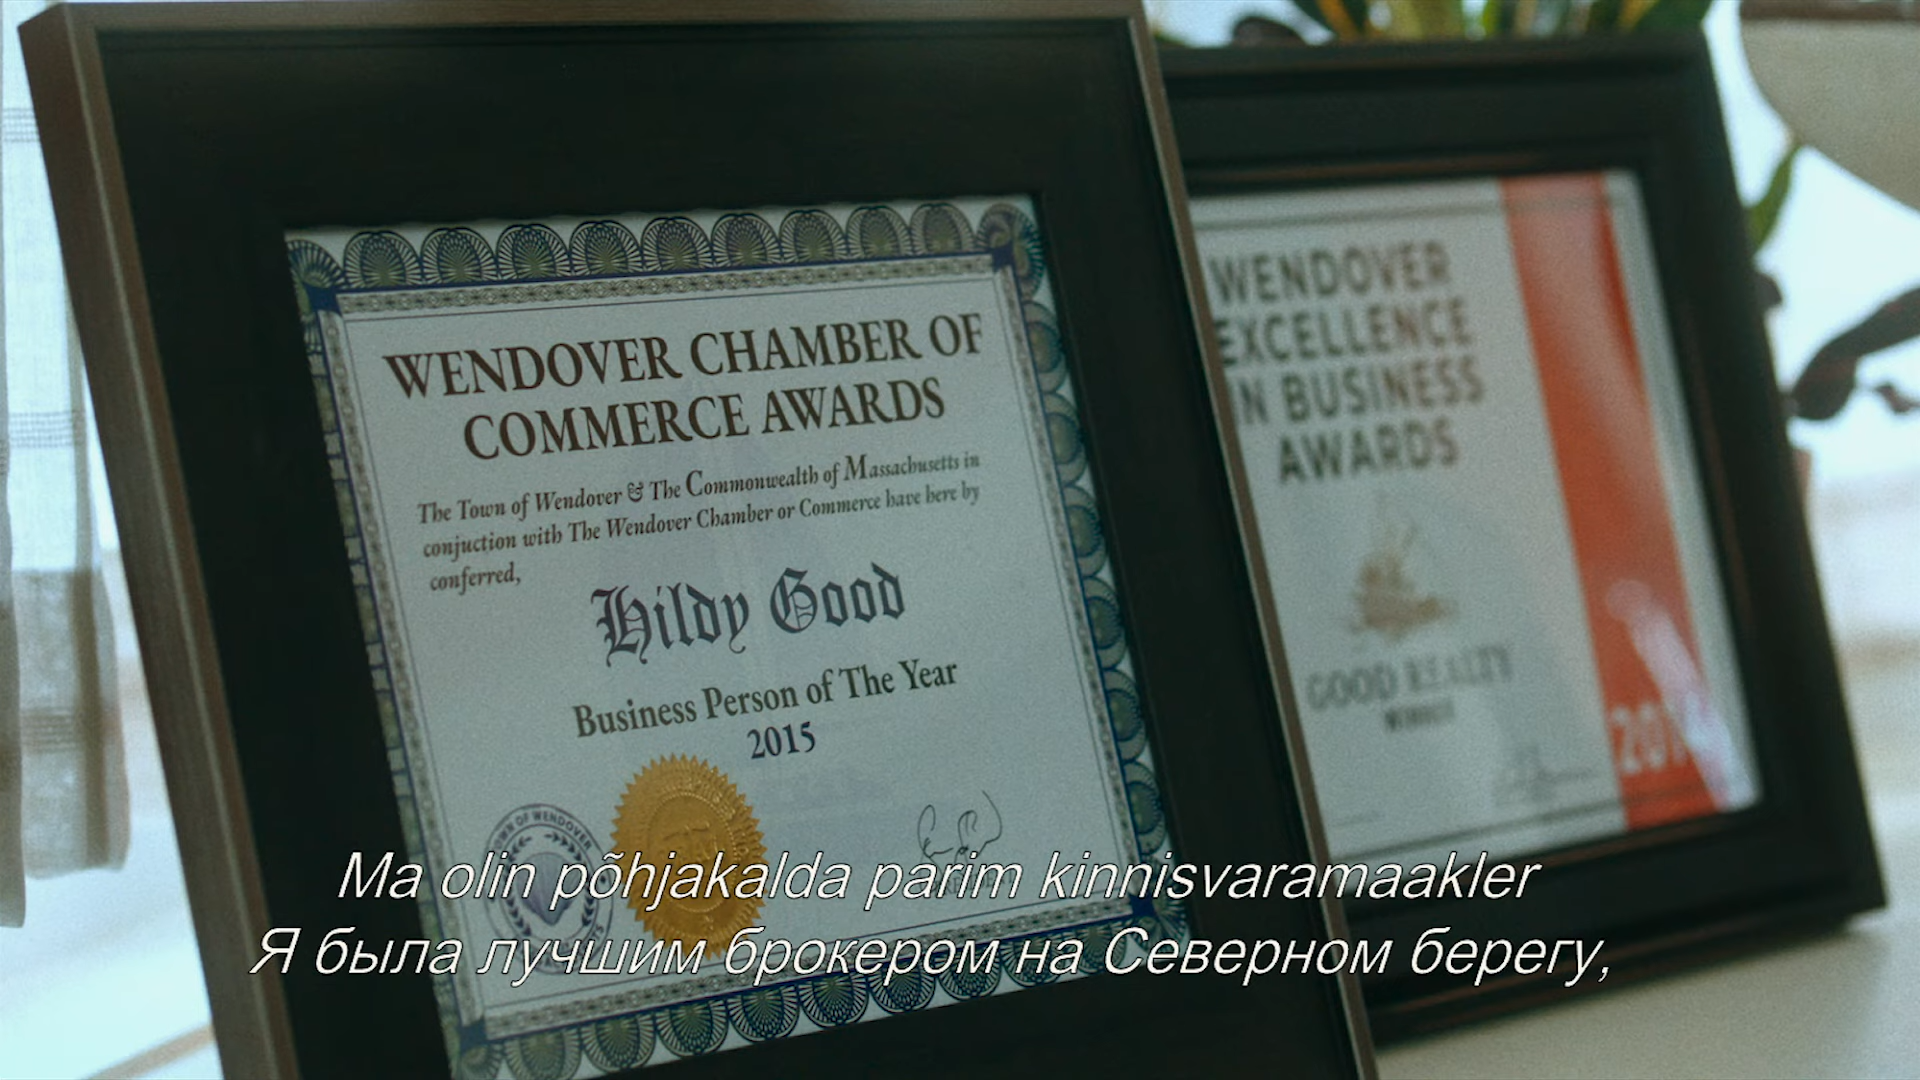 WENDOVER CHAMBER OF
COMMERCE AWARDS
The Town of Wendover & The Commonwealth of Massachusetts in
conjuction with The Wendover Chamber or Commerce have here by
conferred,
Hildy Good
Business Person of The Year
2015
WENDOVER
EXCELLENCE
IN BUSINESS
AWARDS
GOOD REALTY
WINNER
Ma olin põhjakalda parim kinnisvaramaakler
Я была лучшим брокером на Северном берегу,